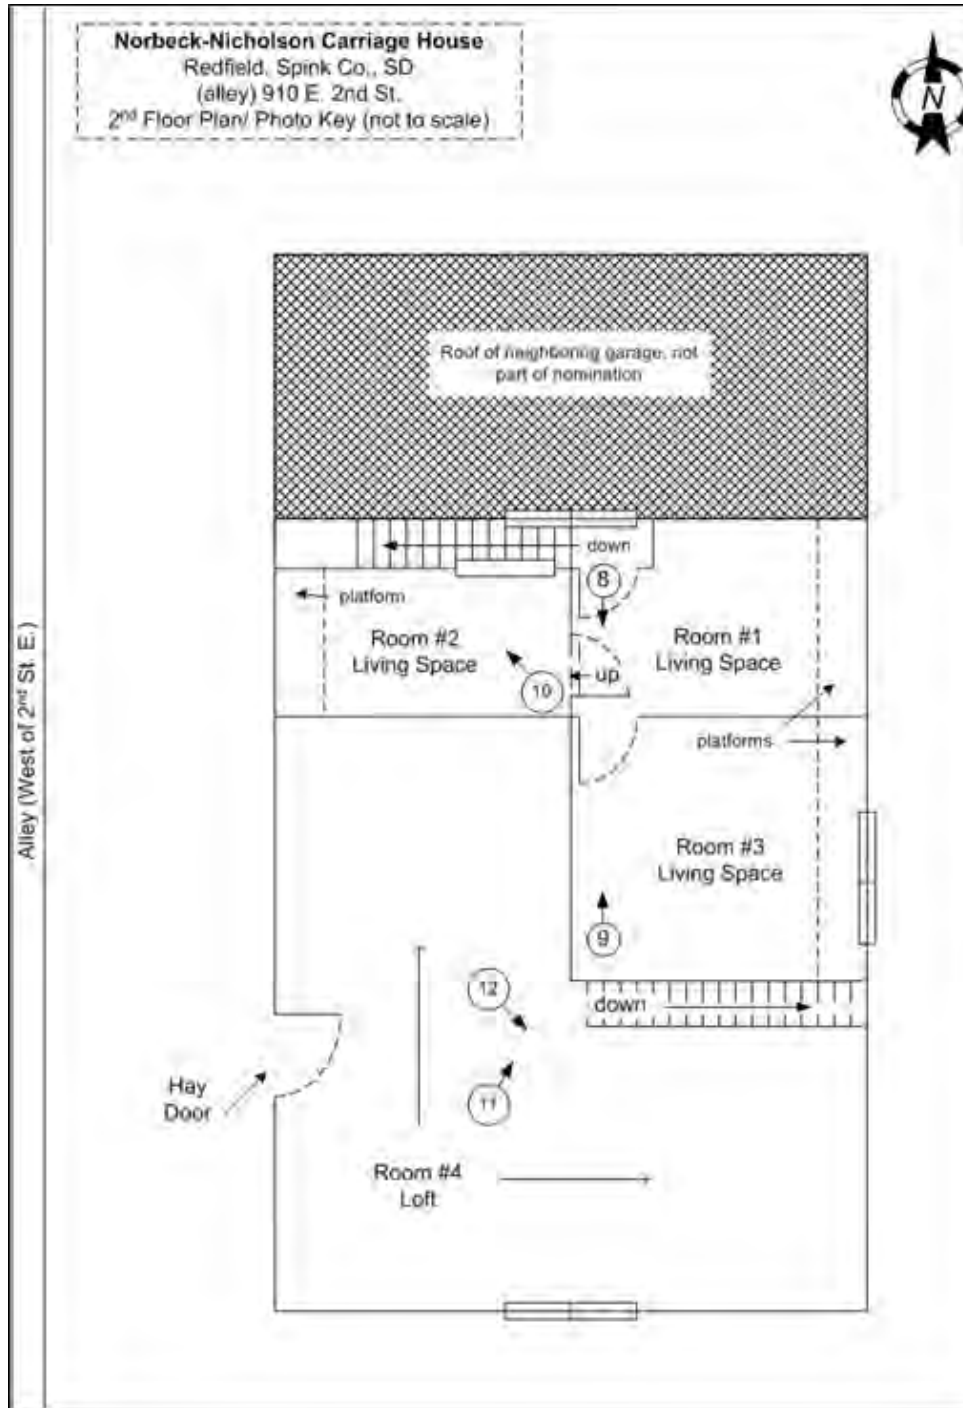 Norbeck-Nicholson Carriage House
Redfield, Spink Co., SD
(alley) 910 E. 2nd St.
2nd Floor Plan/ Photo Key (not to scale)
N
Roof of neighboring garage, not
part of nomination
down
8
platform
Room #2
Living Space
Room #1
Living Space
up
10
platforms
Alley (West of 2nd St. E.)
Room #3
Living Space
9
12
down
Hay
Door
11
Room #4
Loft